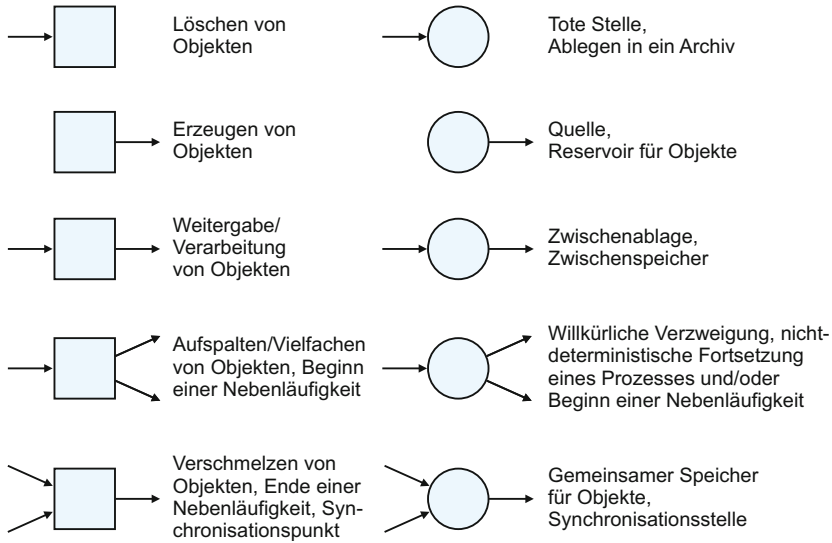 Löschen von
Objekten
Tote Stelle,
Ablegen in ein Archiv
Erzeugen von
Objekten
Quelle,
Reservoir für Objekte
Weitergabe/
Verarbeitung
von Objekten
Zwischenablage,
Zwischenspeicher
Aufspalten/Vielfachen
von Objekten, Beginn
einer Nebenläufigkeit
Willkürliche Verzweigung, nicht-
deterministische Fortsetzung
eines Prozesses und/oder
Beginn einer Nebenläufigkeit
Verschmelzen von
Objekten, Ende einer
Nebenläufigkeit, Syn-
chronisationspunkt
Gemeinsamer Speicher
für Objekte,
Synchronisationsstelle